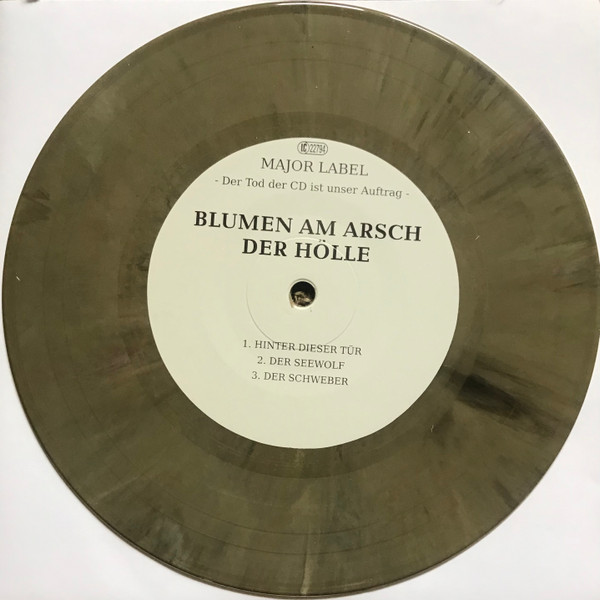 LC 22794
MAJOR LABEL
- Der Tod der CD ist unser Auftrag -
BLUMEN AM ARSCH
DER HÖLLE
1. HINTER DIESER TÜR
2. DER SEEWOLF
3. DER SCHWEBER